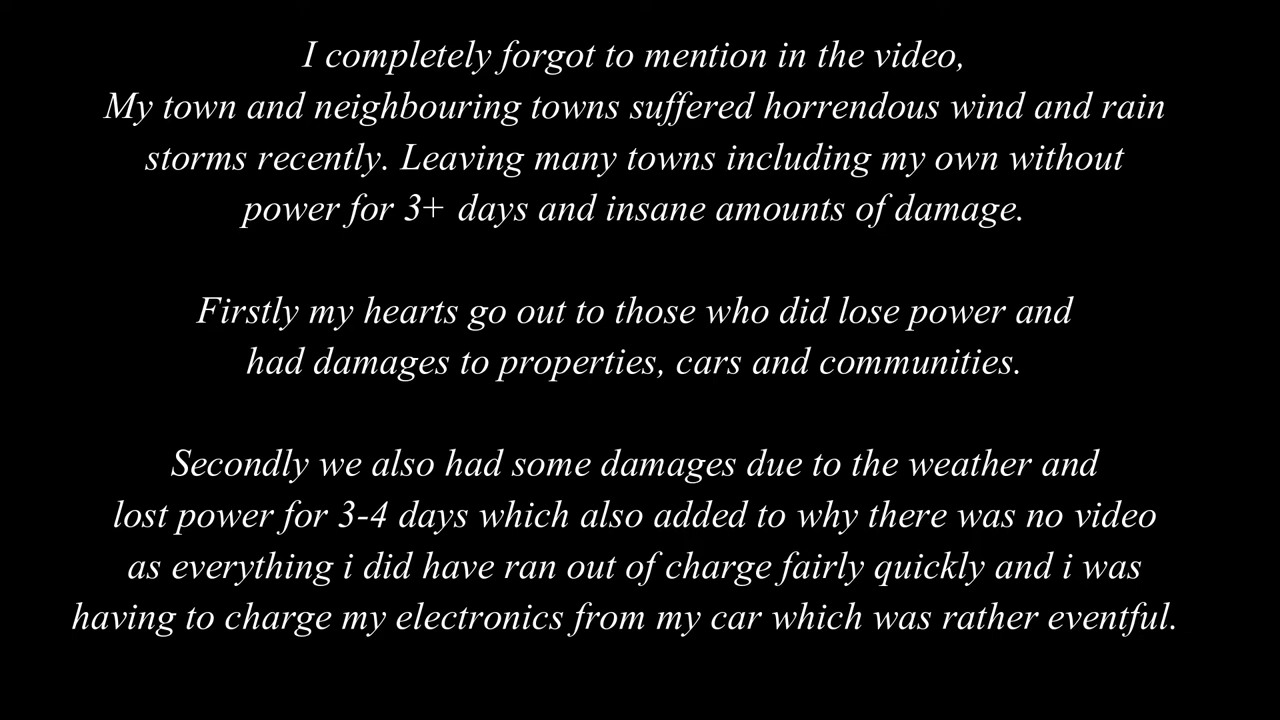 I completely forgot to mention in the video,
My town and neighbouring towns suffered horrendous wind and rain
storms recently. Leaving many towns including my own without
power for 3+ days and insane amounts of damage.
Firstly my hearts go out to those who did lose power and
had damages to properties, cars and communities.
Secondly we also had some damages due to the weather and
lost power for 3-4 days which also added to why there was no video
as everything i did have ran out of charge fairly quickly and i was
having to charge my electronics from my car which was rather eventful.